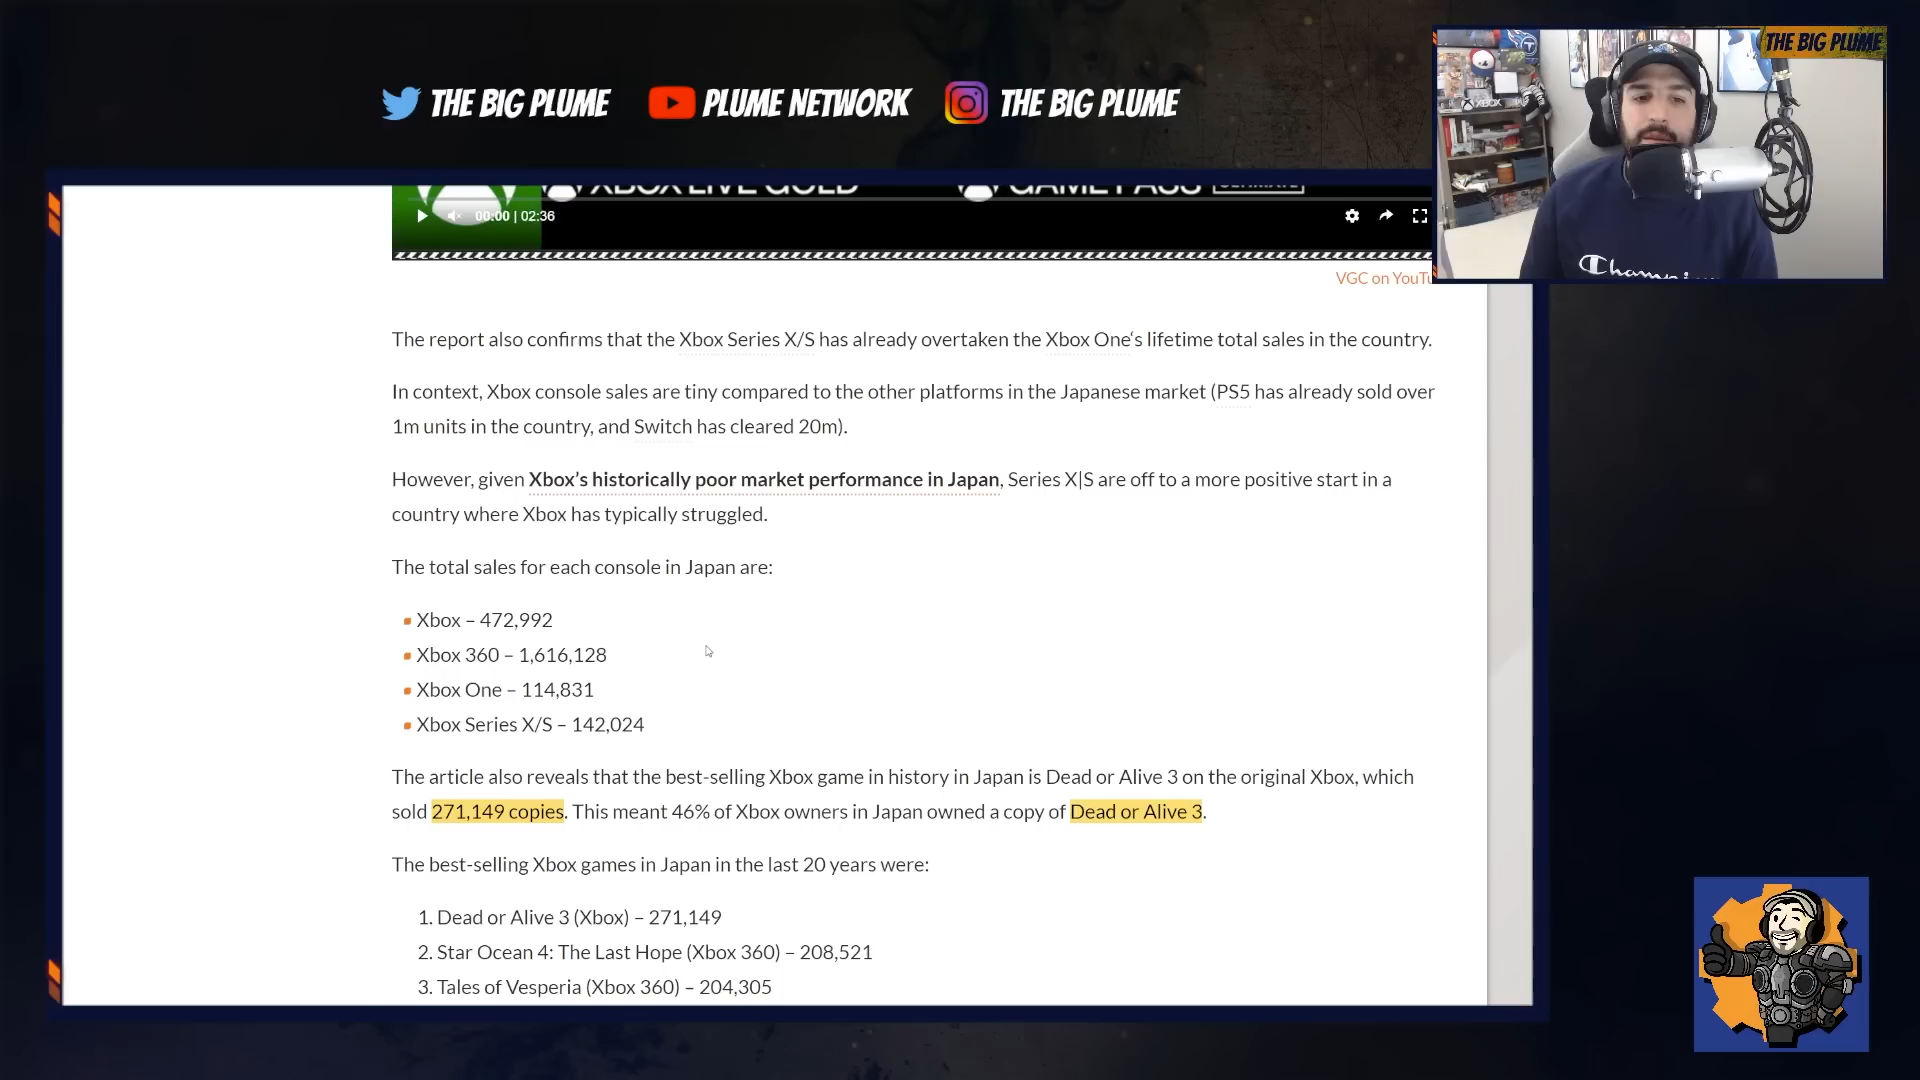 THE BIG PLUME
THE BIG PLUME PLUME NETWORK THE BIG PLUME
XBOX
Champion
XBOX LIVE GOLD GAME PASS ULTIMATE
00:00 | 02:36
VGC on YouTu
The report also confirms that the Xbox Series X/S has already overtaken the Xbox One‘s lifetime total sales in the country.
In context, Xbox console sales are tiny compared to the other platforms in the Japanese market (PS5 has already sold over
1m units in the country, and Switch has cleared 20m).
However, given Xbox’s historically poor market performance in Japan, Series X|S are off to a more positive start in a
country where Xbox has typically struggled.
The total sales for each console in Japan are:
Xbox – 472,992
Xbox 360 – 1,616,128
Xbox One – 114,831
Xbox Series X/S – 142,024
The article also reveals that the best-selling Xbox game in history in Japan is Dead or Alive 3 on the original Xbox, which
sold 271,149 copies. This meant 46% of Xbox owners in Japan owned a copy of Dead or Alive 3.
The best-selling Xbox games in Japan in the last 20 years were:
1. Dead or Alive 3 (Xbox) – 271,149
2. Star Ocean 4: The Last Hope (Xbox 360) – 208,521
3. Tales of Vesperia (Xbox 360) – 204,305